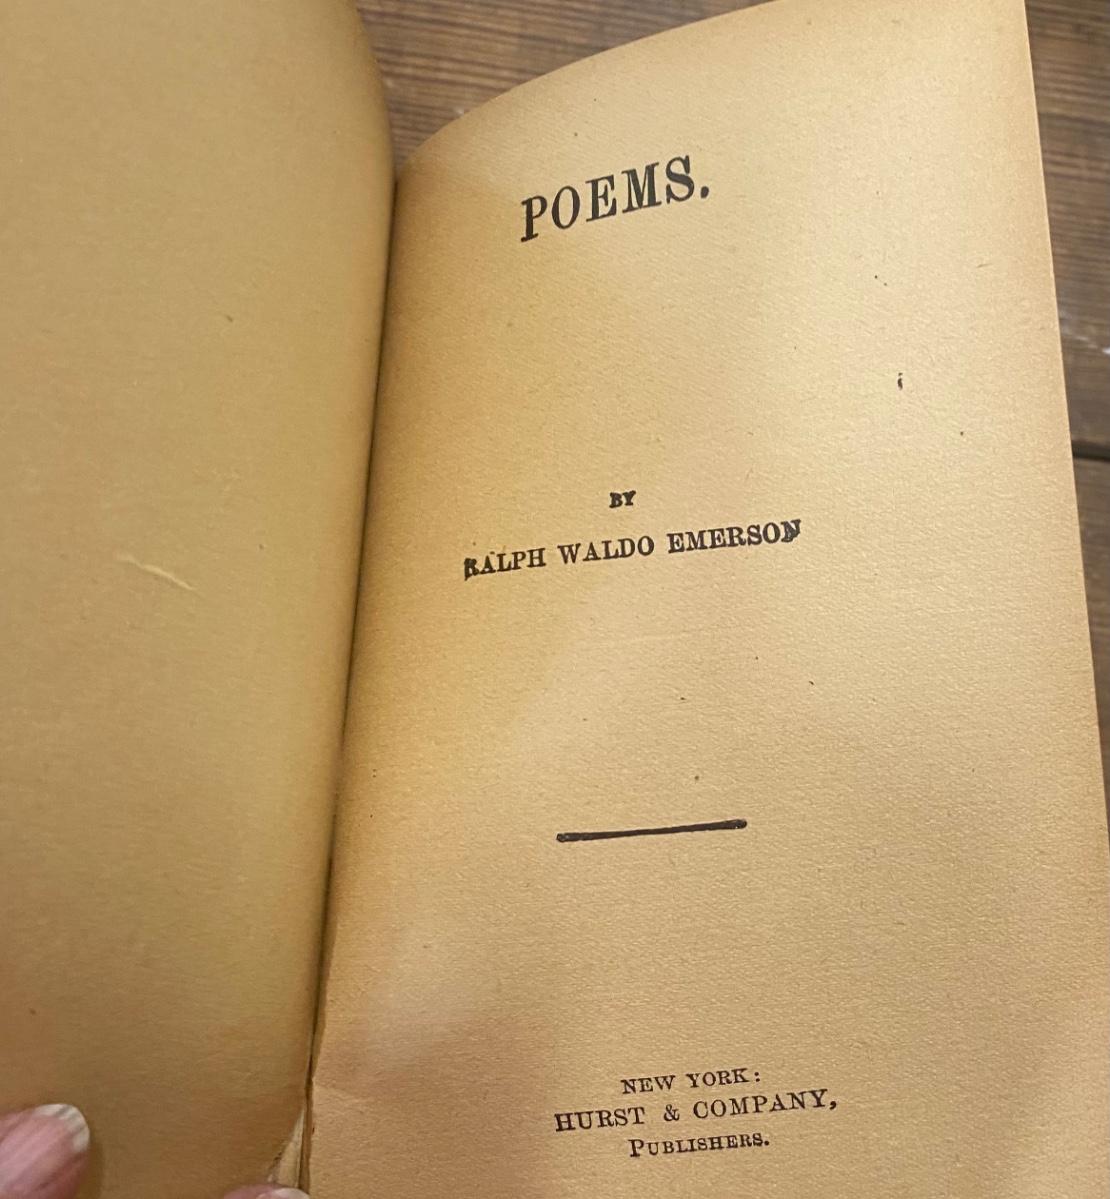 POEMS.
BY
RALPH WALDO EMERSON
NEW YORK:
HURST & COMPANY,
PUBLISHERS.